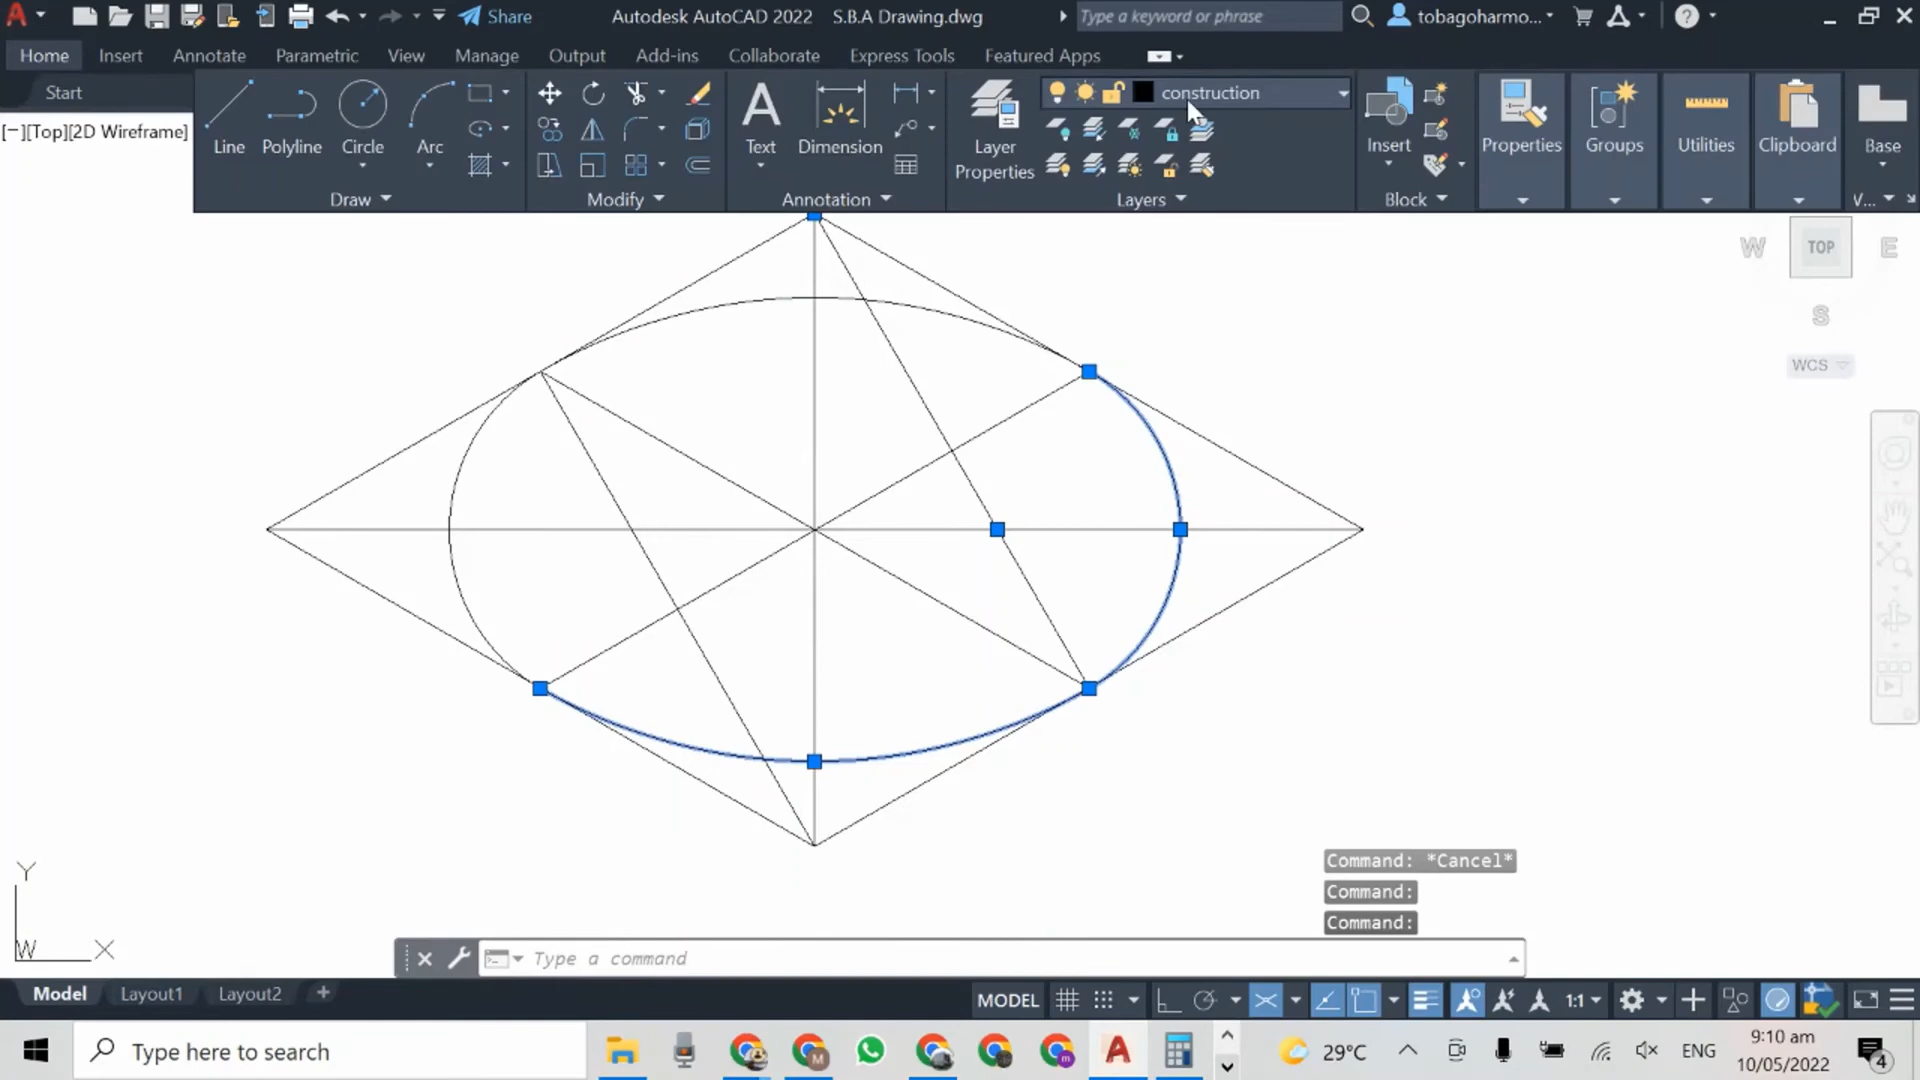 Share
Autodesk AutoCAD 2022 S.B.A Drawing.dwg
Type a keyword or phrase
tobagoharmo...
Home Insert Annotate Parametric View Manage Output Add-ins Collaborate Express Tools Featured Apps
Start
[−][Top][2D Wireframe]
Line Polyline Circle Arc
Draw
Modify
Text Dimension
Annotation
Layer
Properties
construction
Layers
Insert
Block
Properties
Groups
Utilities
Clipboard
Base
V...
W TOP E
S
WCS
Command: *Cancel*
Command:
Command:
Type a command
Y
W X
Model Layout1 Layout2 +
MODEL
1:1
Type here to search
29°C
ENG
9:10 am
10/05/2022
4